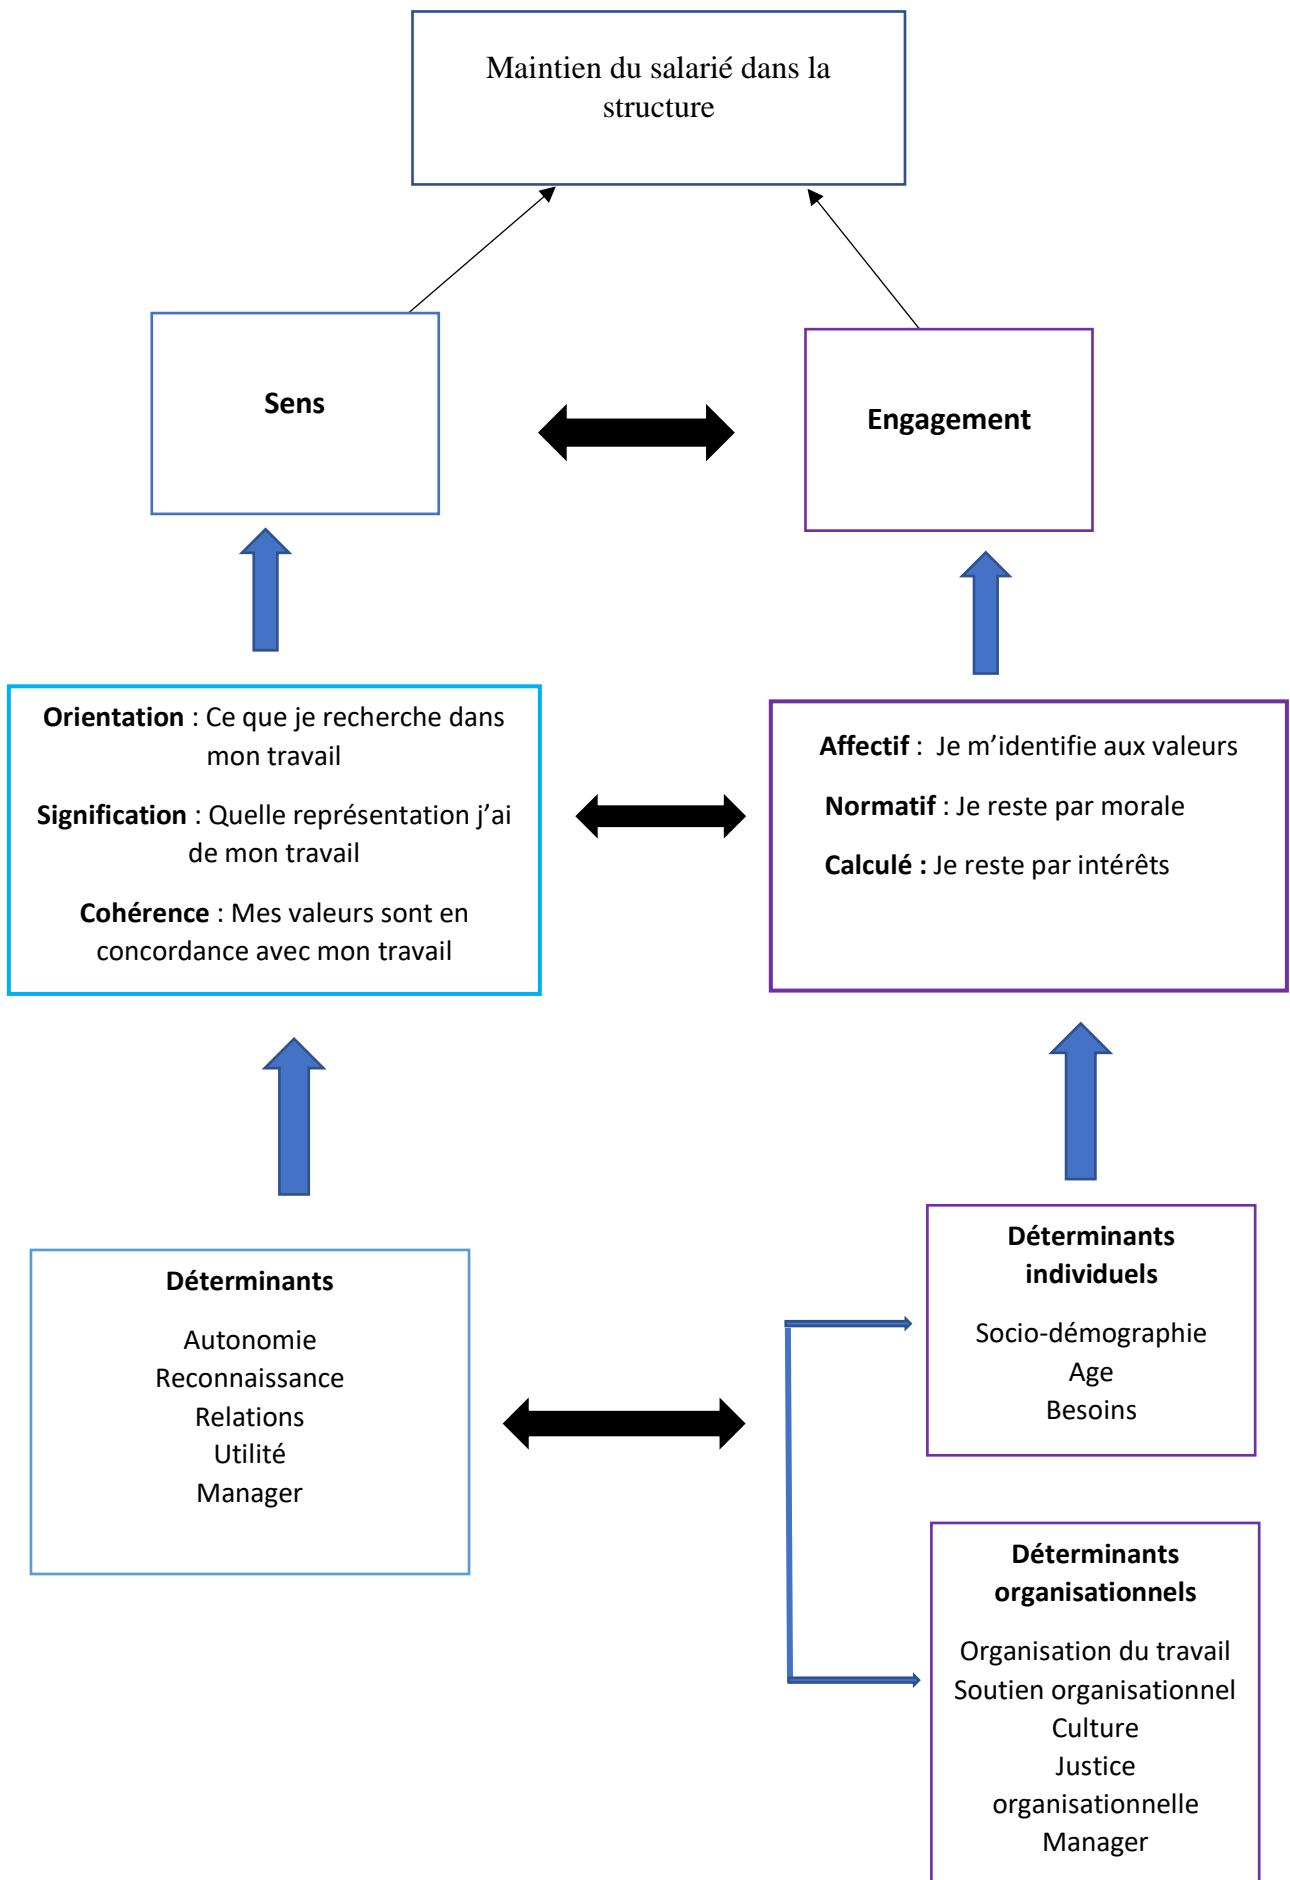 Maintien du salarié dans la
structure
Sens
Engagement
Orientation : Ce que je recherche dans
mon travail
Signification : Quelle représentation j’ai
de mon travail
Cohérence : Mes valeurs sont en
concordance avec mon travail
Affectif : Je m’identifie aux valeurs
Normatif : Je reste par morale
Calculé : Je reste par intérêts
Déterminants
Autonomie
Reconnaissance
Relations
Utilité
Manager
Déterminants
individuels
Socio-démographie
Age
Besoins
Déterminants
organisationnels
Organisation du travail
Soutien organisationnel
Culture
Justice
organisationnelle
Manager